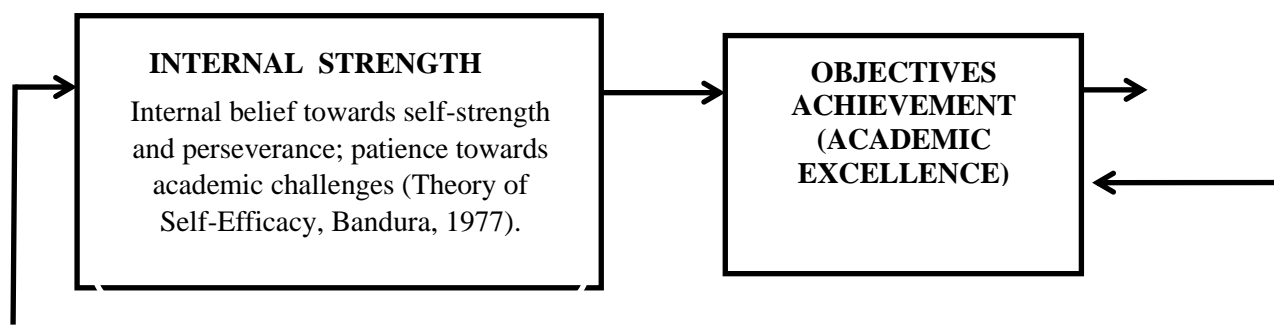 INTERNAL STRENGTH
Internal belief towards self-strength
and perseverance; patience towards
academic challenges (Theory of
Self-Efficacy, Bandura, 1977).
OBJECTIVES
ACHIEVEMENT
(ACADEMIC
EXCELLENCE)